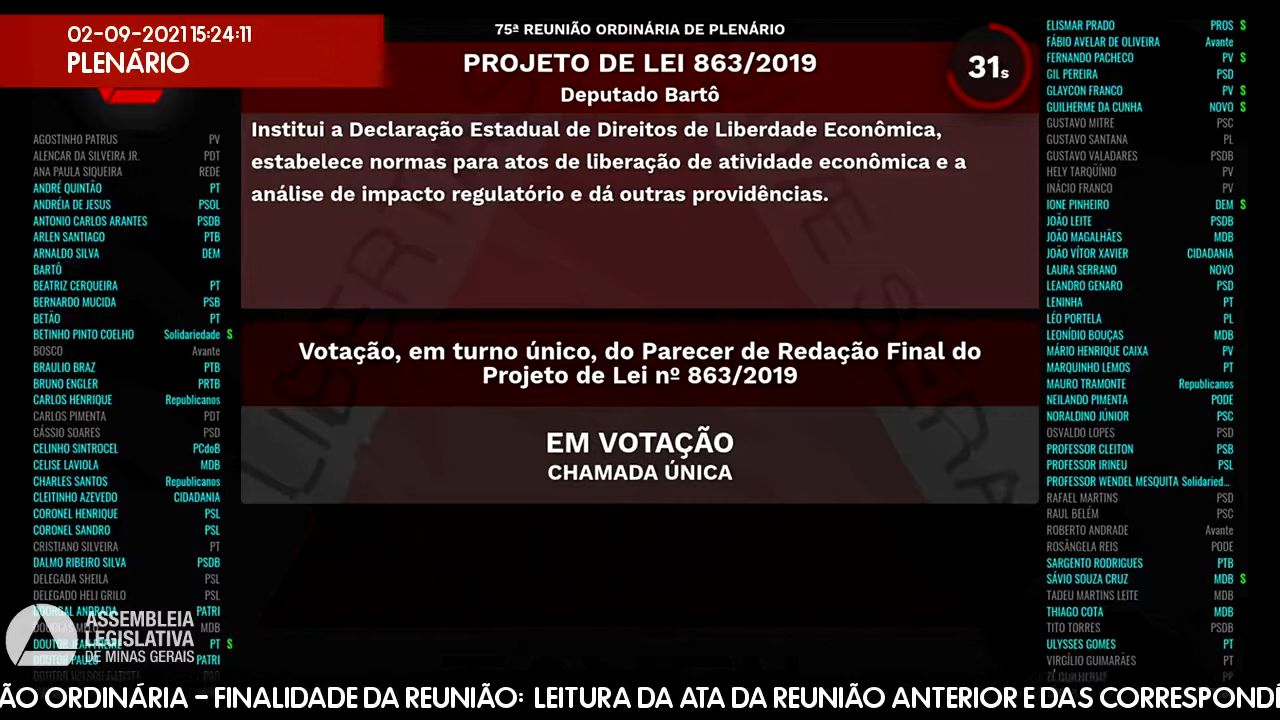 02-09-2021 15:24:11
PLENÁRIO
75ª REUNIÃO ORDINÁRIA DE PLENÁRIO
PROJETO DE LEI 863/2019
Deputado Bartô
31s
Institui a Declaração Estadual de Direitos de Liberdade Econômica,
estabelece normas para atos de liberação de atividade econômica e a
análise de impacto regulatório e dá outras providências.
Votação, em turno único, do Parecer de Redação Final do
Projeto de Lei nº 863/2019
EM VOTAÇÃO
CHAMADA ÚNICA
AGOSTINHO PATRUS PV
ALENCAR DA SILVEIRA JR. PDT
ANA PAULA SIQUEIRA REDE
ANDRÉ QUINTÃO PT
ANDRÉIA DE JESUS PSOL
ANTONIO CARLOS ARANTES PSDB
ARLEN SANTIAGO PTB
ARNALDO SILVA DEM
BARTÔ
BEATRIZ CERQUEIRA PT
BERNARDO MUCIDA PSB
BETÃO PT
BETINHO PINTO COELHO Solidariedade S
BOSCO Avante
BRAULIO BRAZ PTB
BRUNO ENGLER PRTB
CARLOS HENRIQUE Republicanos
CARLOS PIMENTA PDT
CÁSSIO SOARES PSD
CELINHO SINTROCEL PCdoB
CELISE LAVIOLA MDB
CHARLES SANTOS Republicanos
CLEITINHO AZEVEDO CIDADANIA
CORONEL HENRIQUE PSL
CORONEL SANDRO PSL
CRISTIANO SILVEIRA PT
DALMO RIBEIRO SILVA PSDB
DELEGADA SHEILA PSL
DELEGADO HELI GRILO PSL
ANDRADA PATRI
MDB
DOUTOR JEAN FREIRE PT S
DOUTOR PAULO PATRI
ASSEMBLEIA
LEGISLATIVA
DE MINAS GERAIS
ELISMAR PRADO PROS S
FÁBIO AVELAR DE OLIVEIRA Avante
FERNANDO PACHECO PV S
GIL PEREIRA PSD
GLAYCON FRANCO PV S
GUILHERME DA CUNHA NOVO S
GUSTAVO MITRE PSC
GUSTAVO SANTANA PL
GUSTAVO VALADARES PSDB
HELY TARQÜÍNIO PV
INÁCIO FRANCO PV
IONE PINHEIRO DEM S
JOÃO LEITE PSDB
JOÃO MAGALHÃES MDB
JOÃO VÍTOR XAVIER CIDADANIA
LAURA SERRANO NOVO
LEANDRO GENARO PSD
LENINHA PT
LÉO PORTELA PL
LEONÍDIO BOUÇAS MDB
MÁRIO HENRIQUE CAIXA PV
MARQUINHO LEMOS PT
MAURO TRAMONTE Republicanos
NEILANDO PIMENTA PODE
NORALDINO JÚNIOR PSC
OSVALDO LOPES PSD
PROFESSOR CLEITON PSB
PROFESSOR IRINEU PSL
PROFESSOR WENDEL MESQUITA Solidaried...
RAFAEL MARTINS PSD
RAUL BELÉM PSC
ROBERTO ANDRADE Avante
ROSÂNGELA REIS PODE
SARGENTO RODRIGUES PTB
SÁVIO SOUZA CRUZ MDB S
TADEU MARTINS LEITE MDB
THIAGO COTA MDB
TITO TORRES PSDB
ULYSSES GOMES PT
VIRGÍLIO GUIMARÃES PT
ZÉ GUILHERME PP
ÃO ORDINÁRIA - FINALIDADE DA REUNIÃO: LEITURA DA ATA DA REUNIÃO ANTERIOR E DAS CORRESPONDÊ